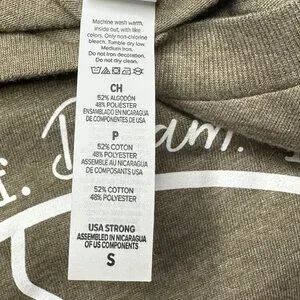 Machine wash warm,
inside out, with like
colors. Only non-chlorine
bleach. Tumble dry low.
Medium Iron.
Do not iron decoration.
Do not dry clean.
CH
52% ALGODÓN
48% POLIÉSTER
ENSAMBLADO EN NICARAGUA
DE COMPONENTES DE USA
P
52% COTON
48% POLYESTER
ASSEMBLÉ AU NICARAGUA
DE COMPOSANTS USA
52% COTTON
48% POLYESTER
USA STRONG
ASSEMBLED IN NICARAGUA
OF US COMPONENTS
S